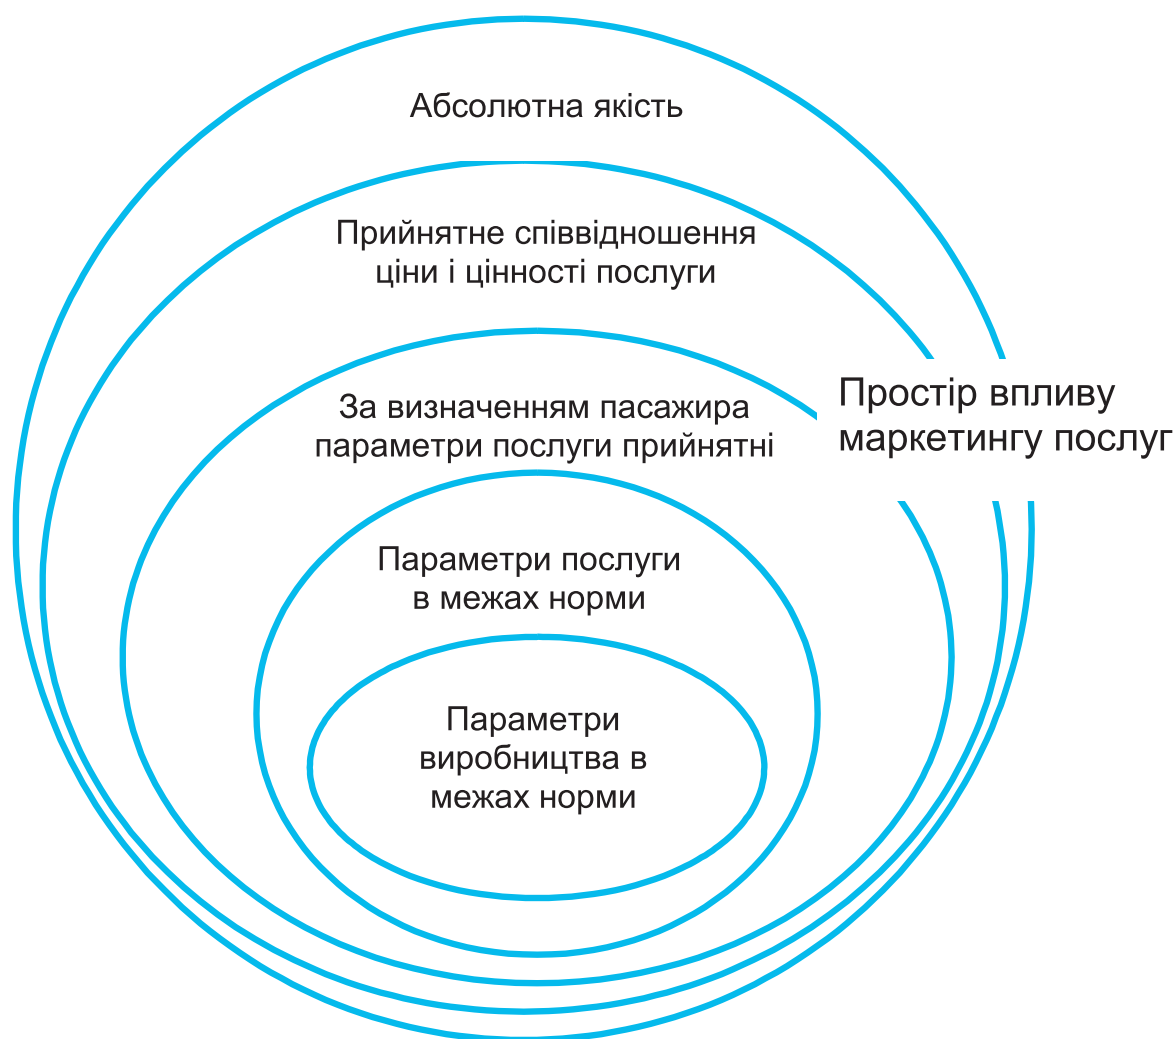 Абсолютна якість
Прийнятне співвідношення
ціни і цінності послуги
За визначенням пасажира
параметри послуги прийнятні
Простір впливу
маркетингу послуг
Параметри послуги
в межах норми
Параметри
виробництва в
межах норми